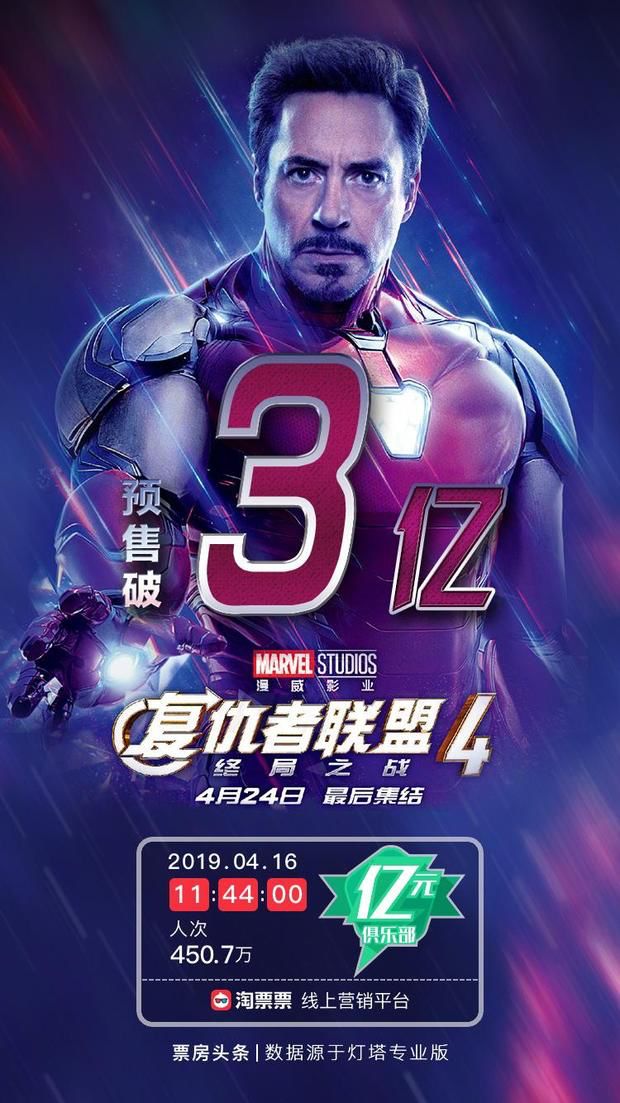 预售破
3亿
MARVEL STUDIOS
漫威影业
复仇者联盟4
终局之战
4月24日 最后集结
2019.04.16
11:44:00
人次
450.7万
亿元
俱乐部
淘票票 线上营销平台
票房头条|数据源于灯塔专业版